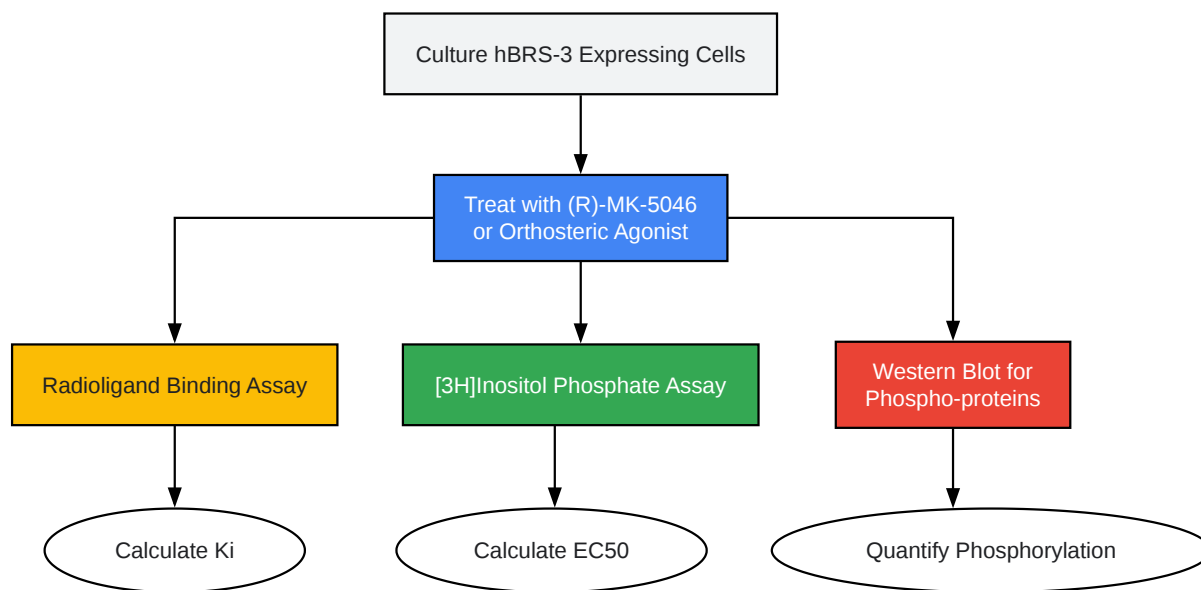 Culture hBRS-3 Expressing Cells
Treat with (R)-MK-5046
or Orthosteric Agonist
Radioligand Binding Assay
[3H]Inositol Phosphate Assay
Western Blot for
Phospho-proteins
Calculate Ki
Calculate EC50
Quantify Phosphorylation